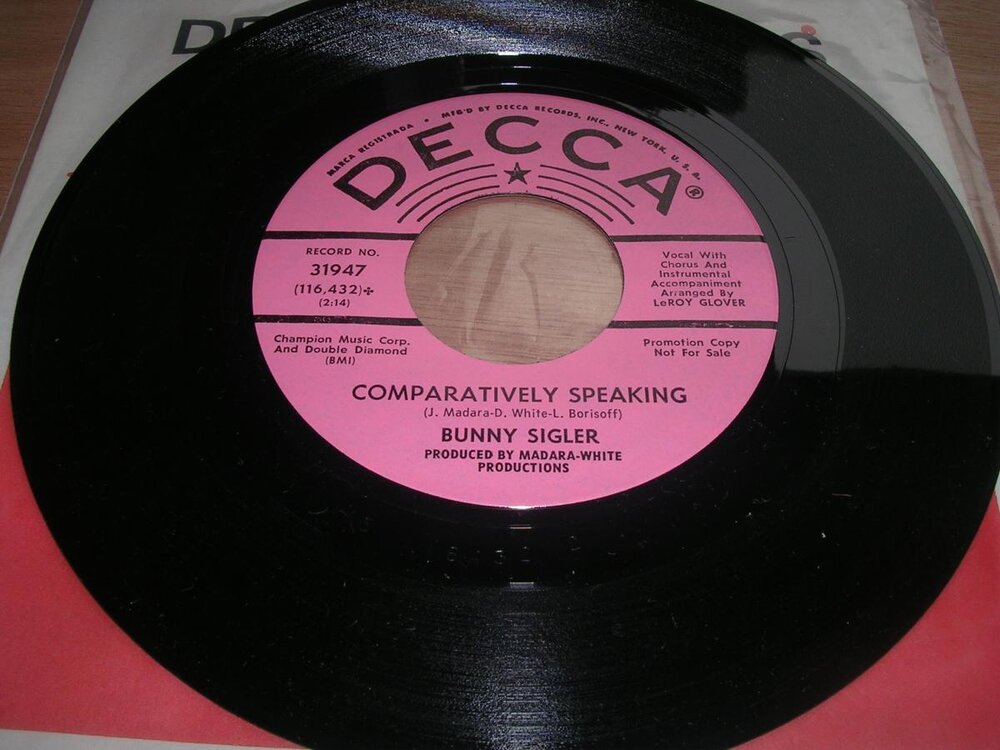 MARCA REGISTRADA • MFG'D BY DECCA RECORDS, INC., NEW YORK, U.S.A.
DECCA®
RECORD NO.
31947
(116,432)✤
(2:14)
Vocal With
Chorus And
Instrumental
Accompaniment
Arranged By
LeROY GLOVER
Champion Music Corp.
And Double Diamond
(BMI)
Promotion Copy
Not For Sale
COMPARATIVELY SPEAKING
(J. Madara-D. White-L. Borisoff)
BUNNY SIGLER
PRODUCED BY MADARA-WHITE
PRODUCTIONS